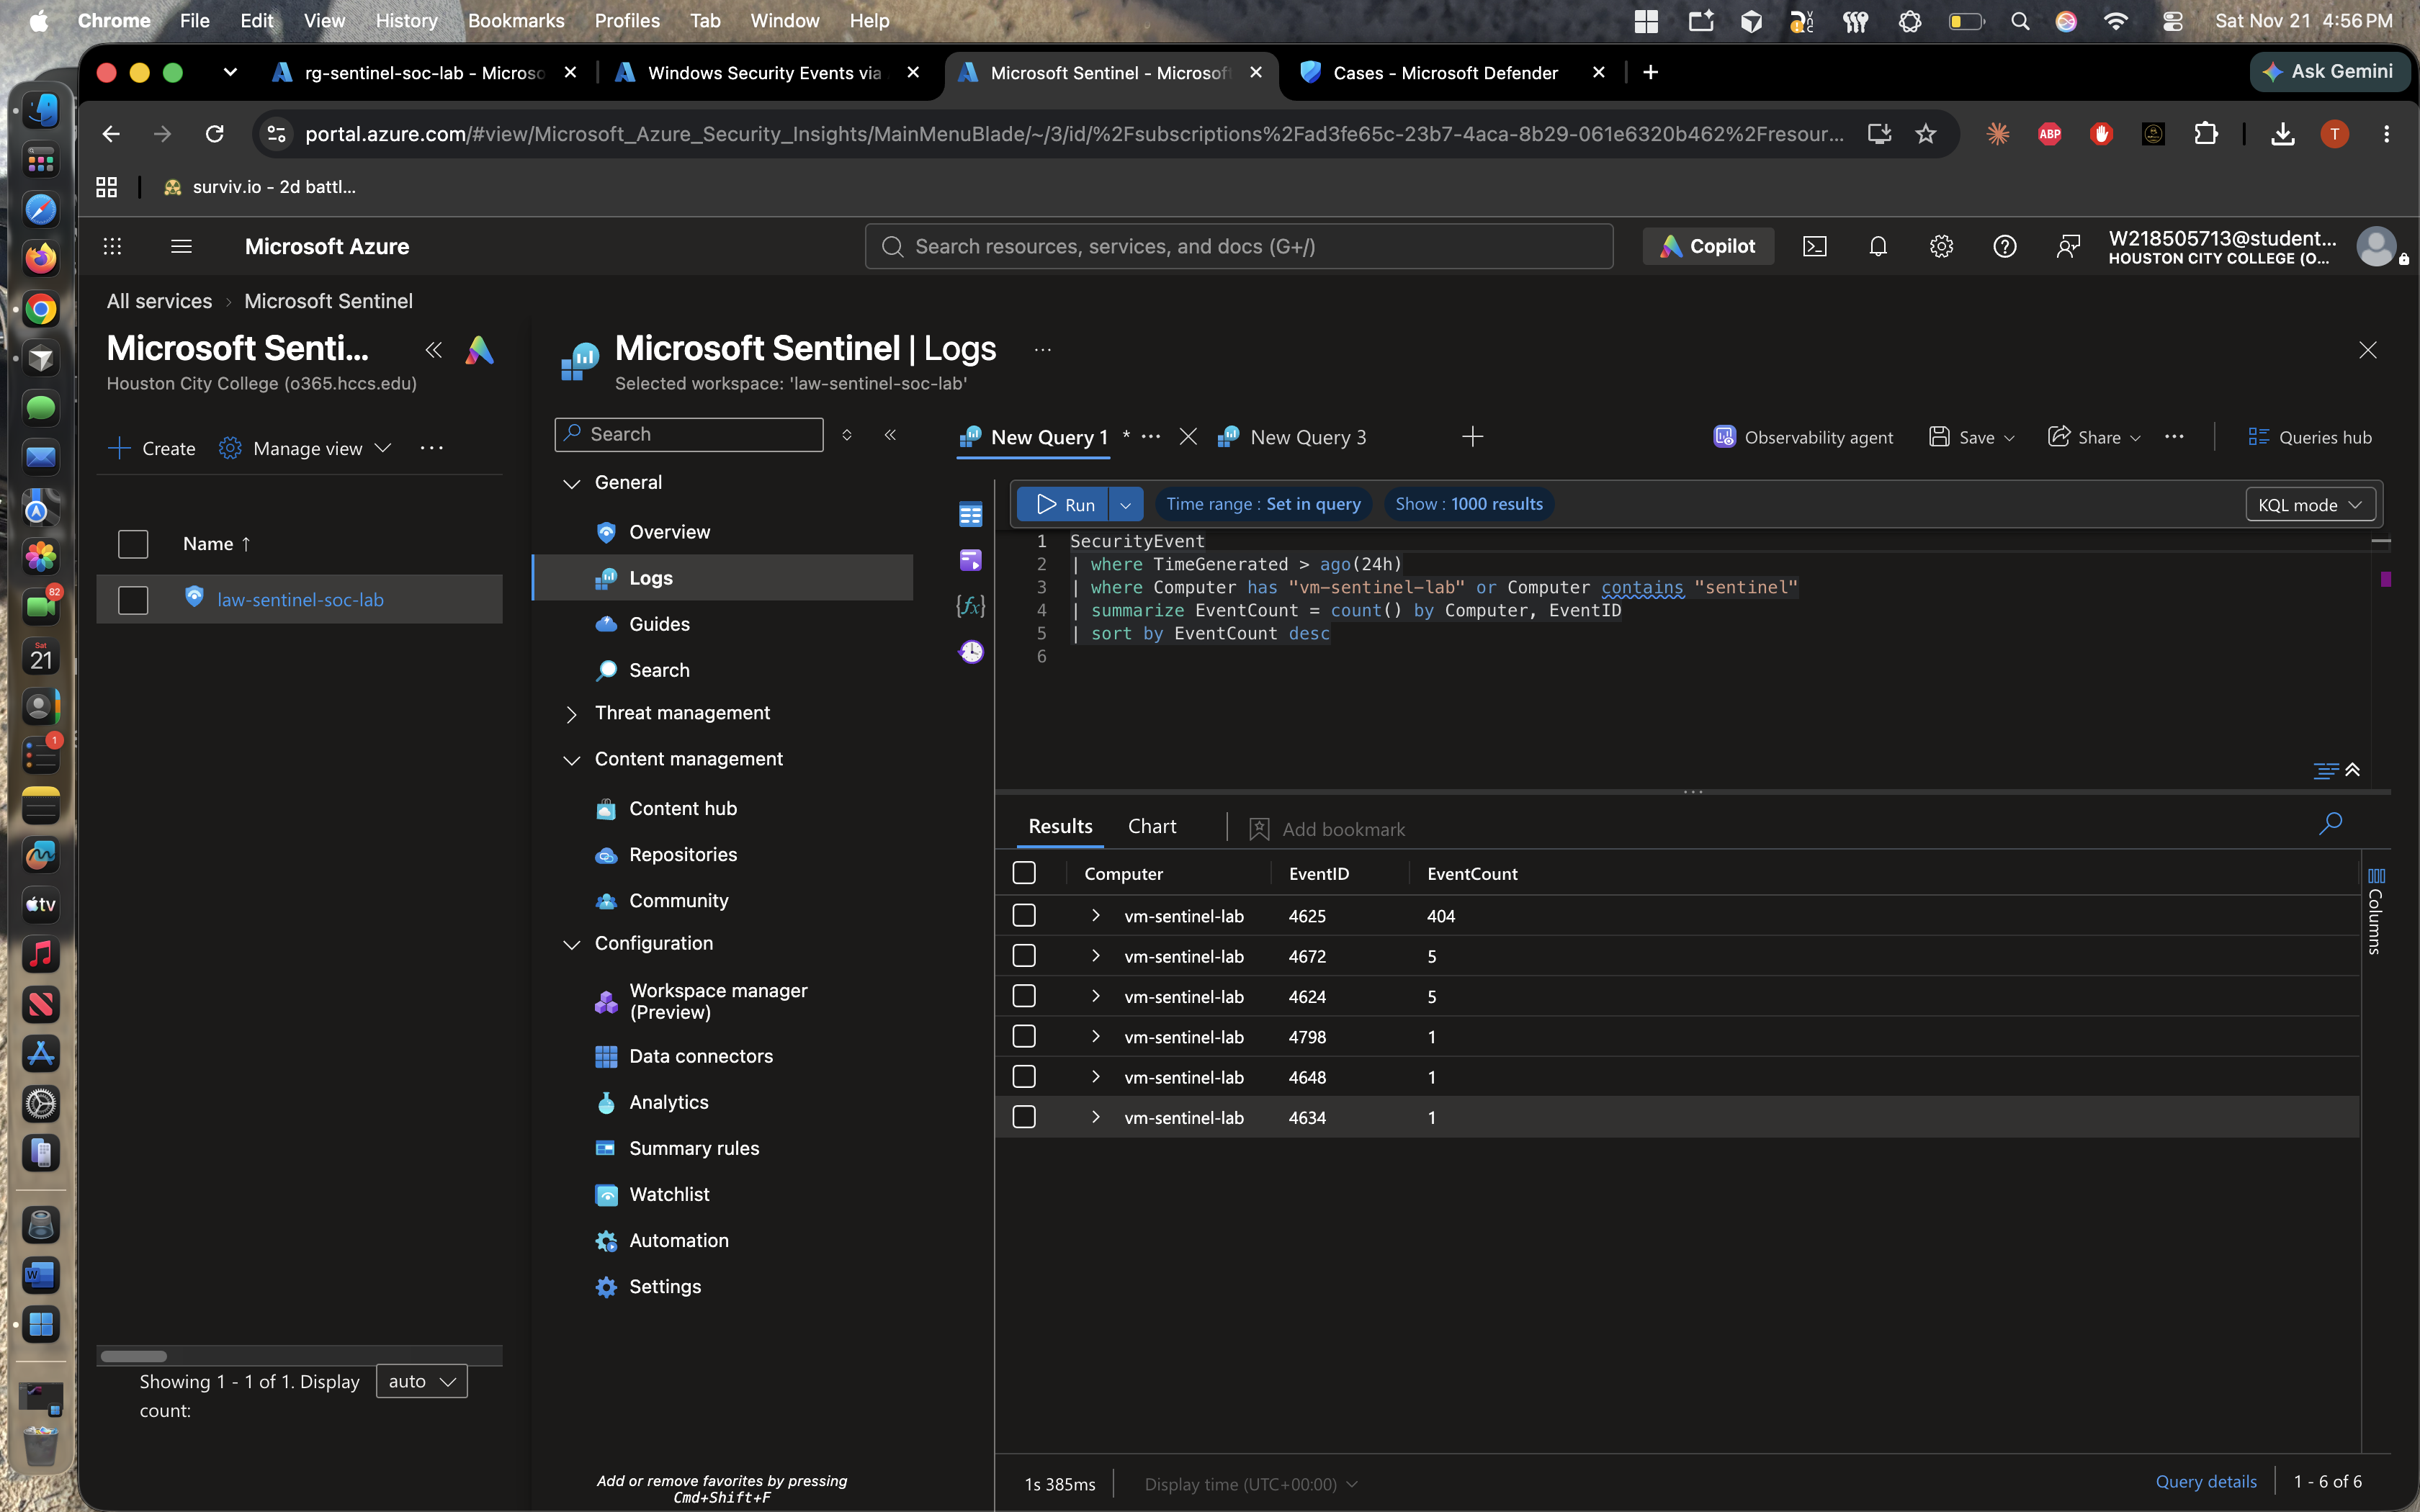 Chrome File Edit View History Bookmarks Profiles Tab Window Help
Sat Nov 21 4:56 PM
rg-sentinel-soc-lab - Microso
Windows Security Events via
Microsoft Sentinel - Microsof
Cases - Microsoft Defender
Ask Gemini
portal.azure.com/#view/Microsoft_Azure_Security_Insights/MainMenuBlade/~/3/id/%2Fsubscriptions%2Fad3fe65c-23b7-4aca-8b29-061e6320b462%2Fresour...
ABP
T
surviv.io - 2d battl...
Microsoft Azure
Search resources, services, and docs (G+/)
Copilot
W218505713@student...
HOUSTON CITY COLLEGE (O...
All services > Microsoft Sentinel
Microsoft Senti...
Houston City College (o365.hccs.edu)
Create
Manage view
Name ↑
law-sentinel-soc-lab
Showing 1 - 1 of 1. Display count:
auto
Microsoft Sentinel | Logs
Selected workspace: 'law-sentinel-soc-lab'
Search
General
Overview
Logs
Guides
Search
Threat management
Content management
Content hub
Repositories
Community
Configuration
Workspace manager
(Preview)
Data connectors
Analytics
Summary rules
Watchlist
Automation
Settings
Add or remove favorites by pressing
Cmd+Shift+F
New Query 1 *
New Query 3
Observability agent
Save
Share
Queries hub
Run
Time range : Set in query
Show : 1000 results
KQL mode
1 SecurityEvent
2 | where TimeGenerated > ago(24h)
3 | where Computer has "vm-sentinel-lab" or Computer contains "sentinel"
4 | summarize EventCount = count() by Computer, EventID
5 | sort by EventCount desc
6
Results
Chart
Add bookmark
Computer EventID EventCount
vm-sentinel-lab 4625 404
vm-sentinel-lab 4672 5
vm-sentinel-lab 4624 5
vm-sentinel-lab 4798 1
vm-sentinel-lab 4648 1
vm-sentinel-lab 4634 1
Columns
1s 385ms
Display time (UTC+00:00)
Query details
1 - 6 of 6
82
Sat
21
1
tv
W